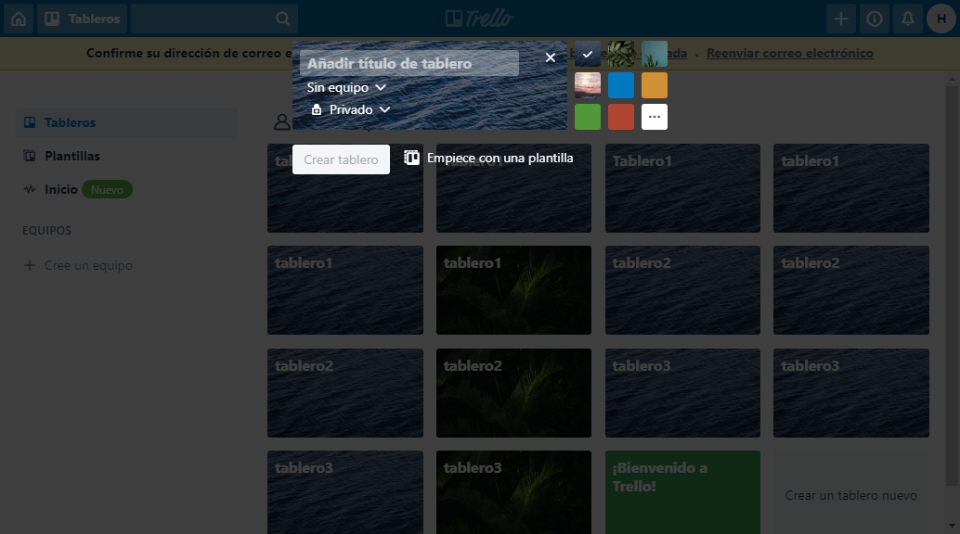 Tableros
Trello
H
Confirme su dirección de correo e
da · Reenviar correo electrónico
Añadir título de tablero
Sin equipo
Privado
Crear tablero
Empiece con una plantilla
Tableros
Plantillas
Inicio Nuevo
EQUIPOS
Cree un equipo
Tablero1 Tablero1
tablero1 tablero1 tablero2 tablero2
tablero2 tablero2 tablero3 tablero3
tablero3 tablero3 ¡Bienvenido a
Trello!
Crear un tablero nuevo